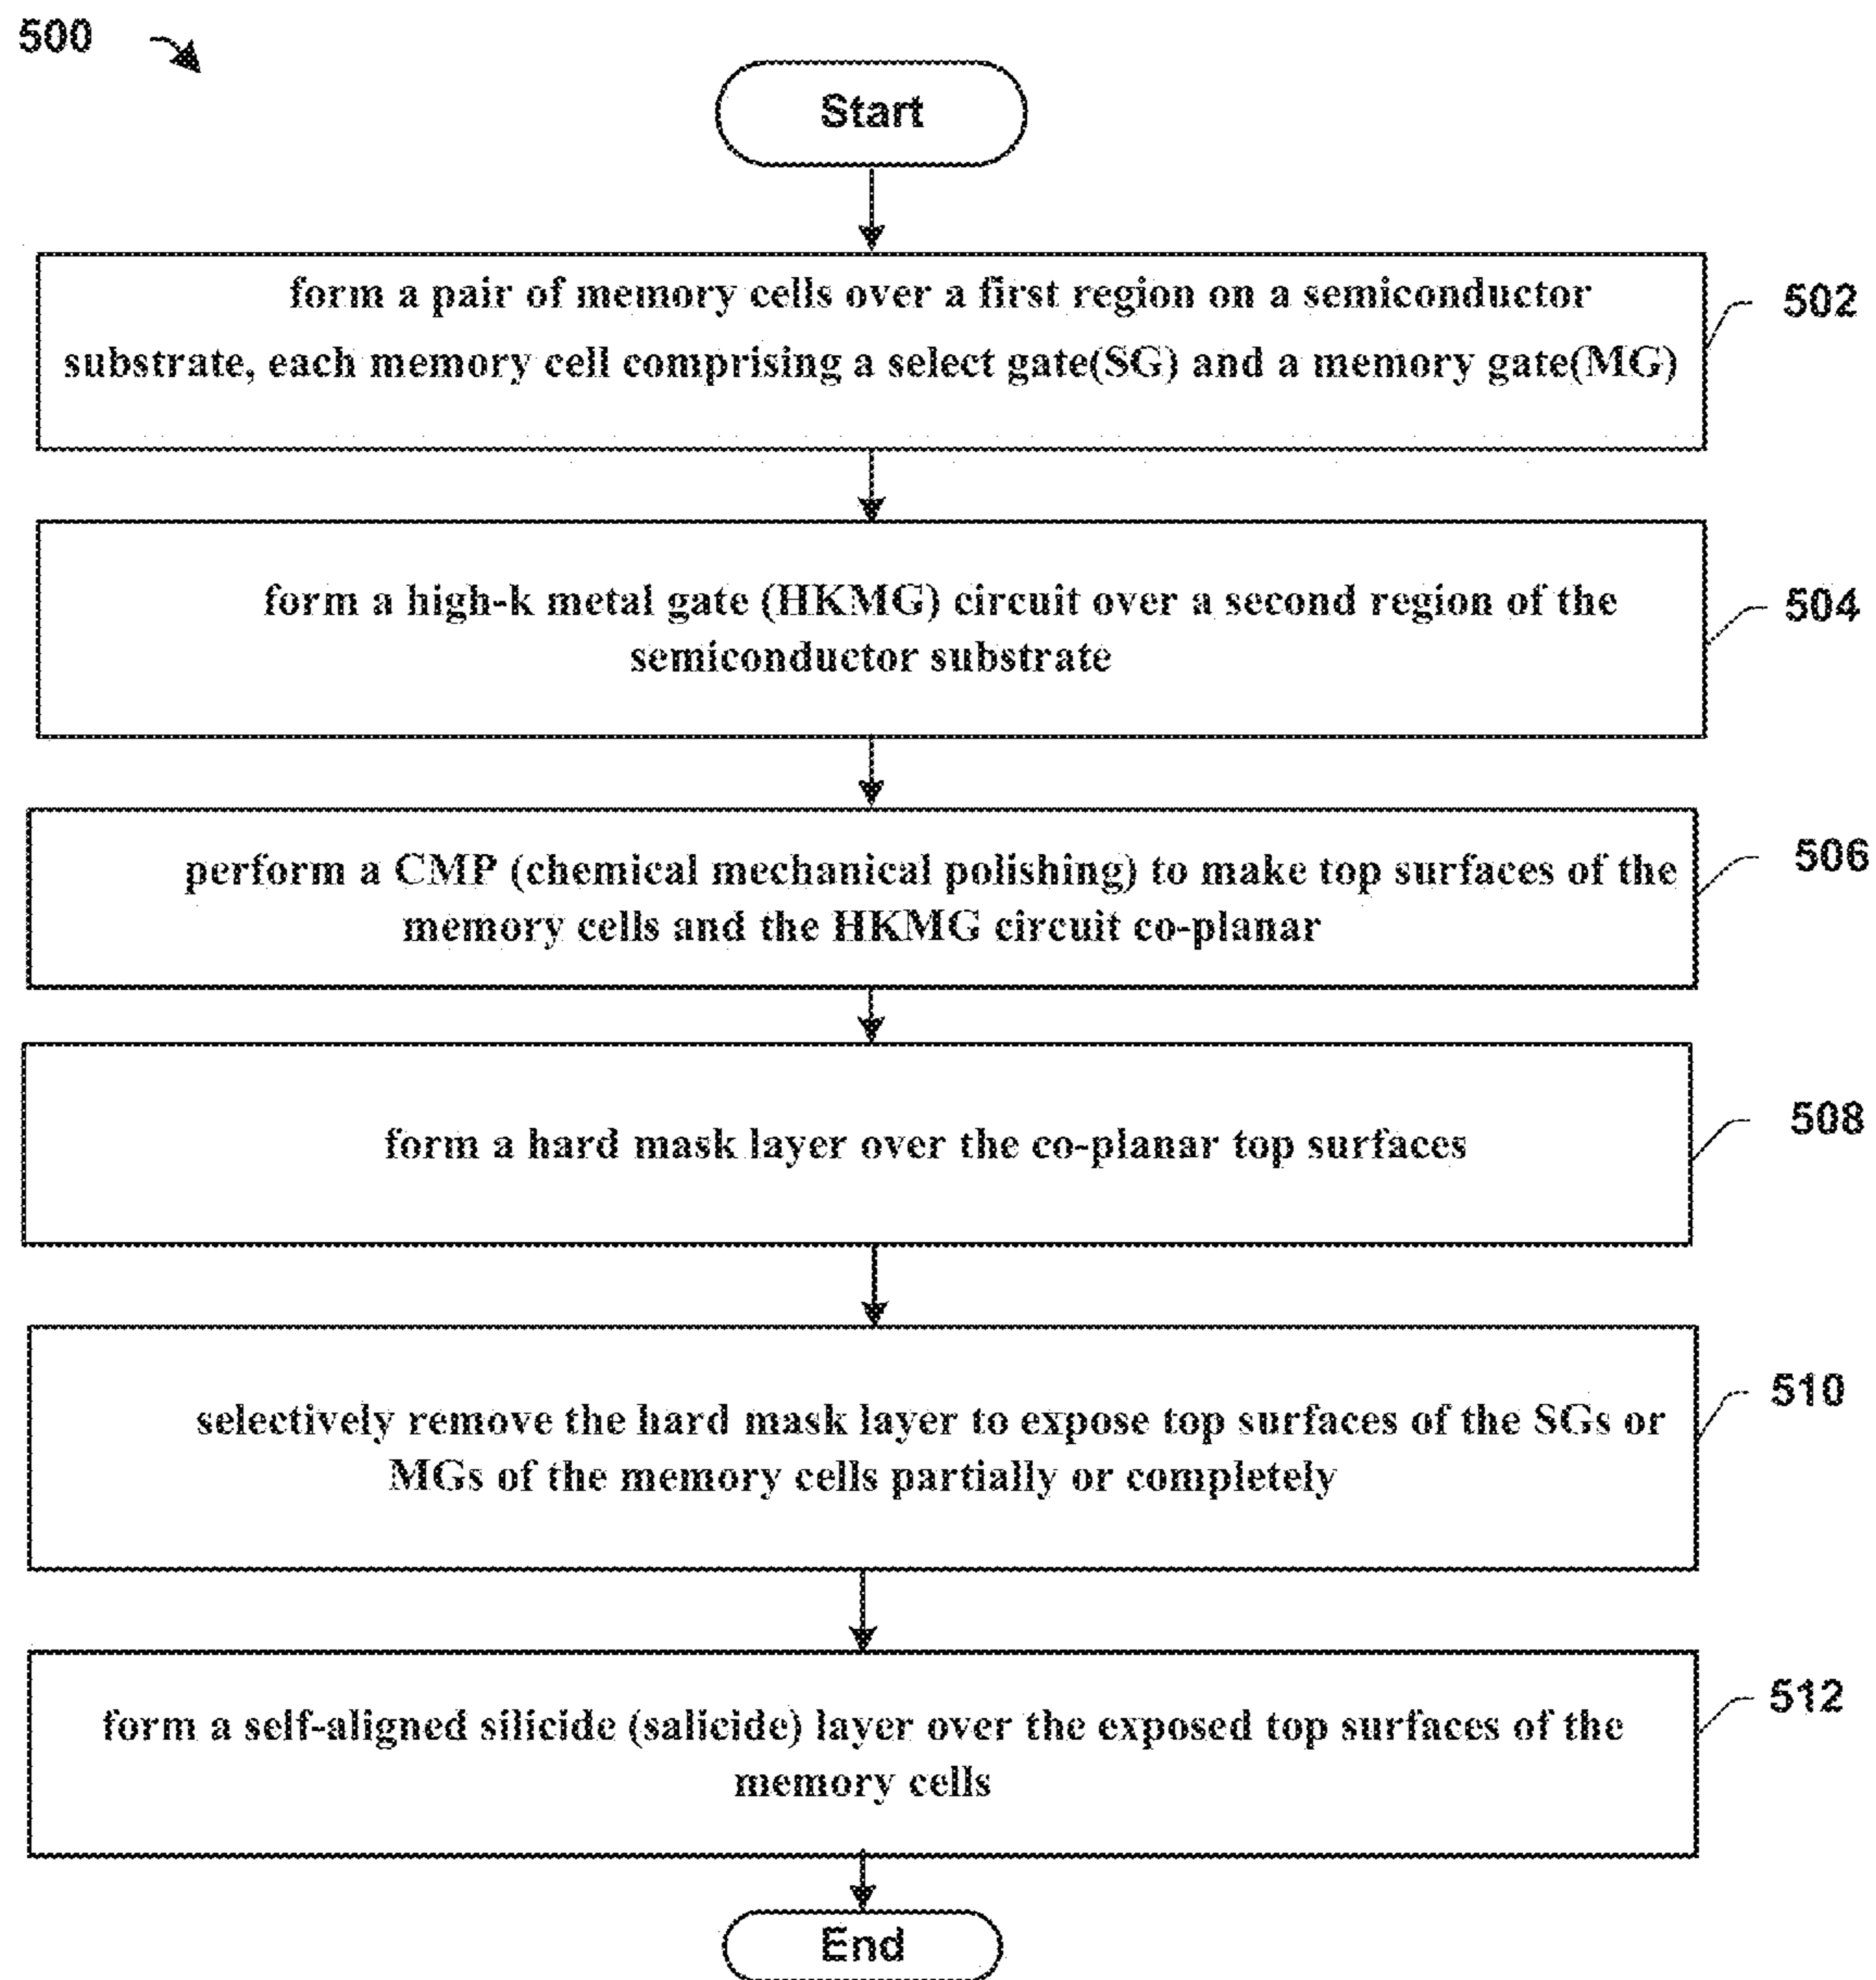 500
Start
form a pair of memory cells over a first region on a semiconductor
substrate, each memory cell comprising a select gate(SG) and a memory gate(MG)
502
form a high-k metal gate (HKMG) circuit over a second region of the
semiconductor substrate
504
perform a CMP (chemical mechanical polishing) to make top surfaces of the
memory cells and the HKMG circuit co-planar
506
form a hard mask layer over the co-planar top surfaces
508
selectively remove the hard mask layer to expose top surfaces of the SGs or
MGs of the memory cells partially or completely
510
form a self-aligned silicide (salicide) layer over the exposed top surfaces of the
memory cells
512
End